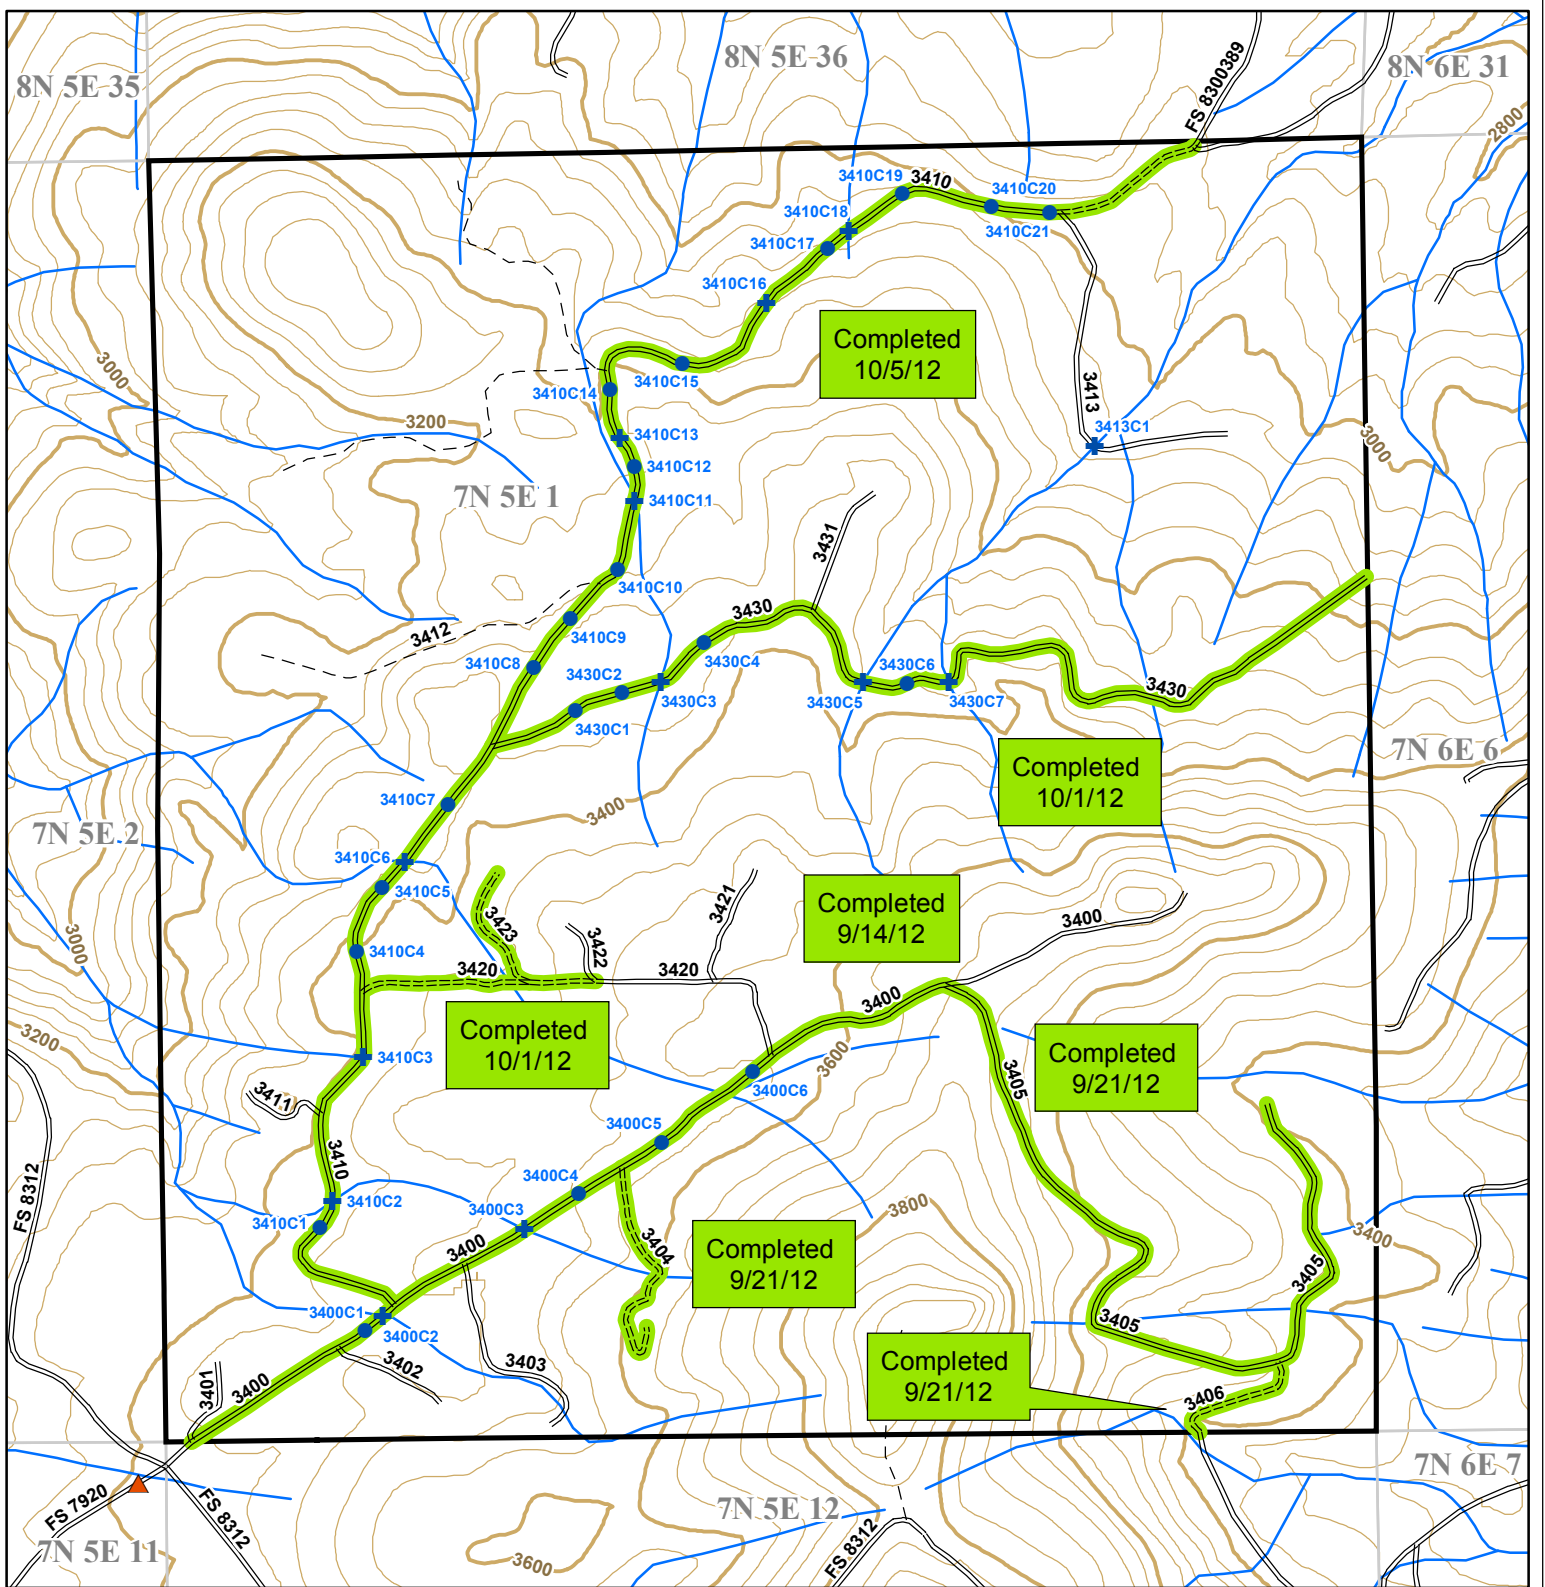 8N 5E 36
8N 6E 31
8N 5E 35
FS 8300389
2800
3410C19
3410
3410C20
3410C18
3410C21
3410C17
3410C16
Completed
10/5/12
3000
3410C15
3410C14
3413
3200
3413C1
3410C13
3000
3410C12
7N 5E 1
3410C11
3431
3410C10
3430
3412
3410C9
3430C4
3410C8
3430C2
3430C6
3430
3430C3
3430C5
3430C7
3430C1
7N 6E 6
Completed
10/1/12
3410C7
3400
7N 5E 2
3410C6
3410C5
3421
Completed
9/14/12
3400
3423
3422
3000
3410C4
3420
3420
3400
Completed
10/1/12
3200
3410C3
3600
Completed
9/21/12
3405
3400C6
3411
3400C5
3410
3400C4
FS 8312
3410C2
3400C3
3410C1
3800
3400
3404
3400
Completed
9/21/12
3405
3400C1
3400C2
3405
3402
3403
Completed
9/21/12
3401
3400
3406
7N 6E 7
FS 7920
FS 8312
7N 5E 12
FS 8312
7N 5E 11
3600